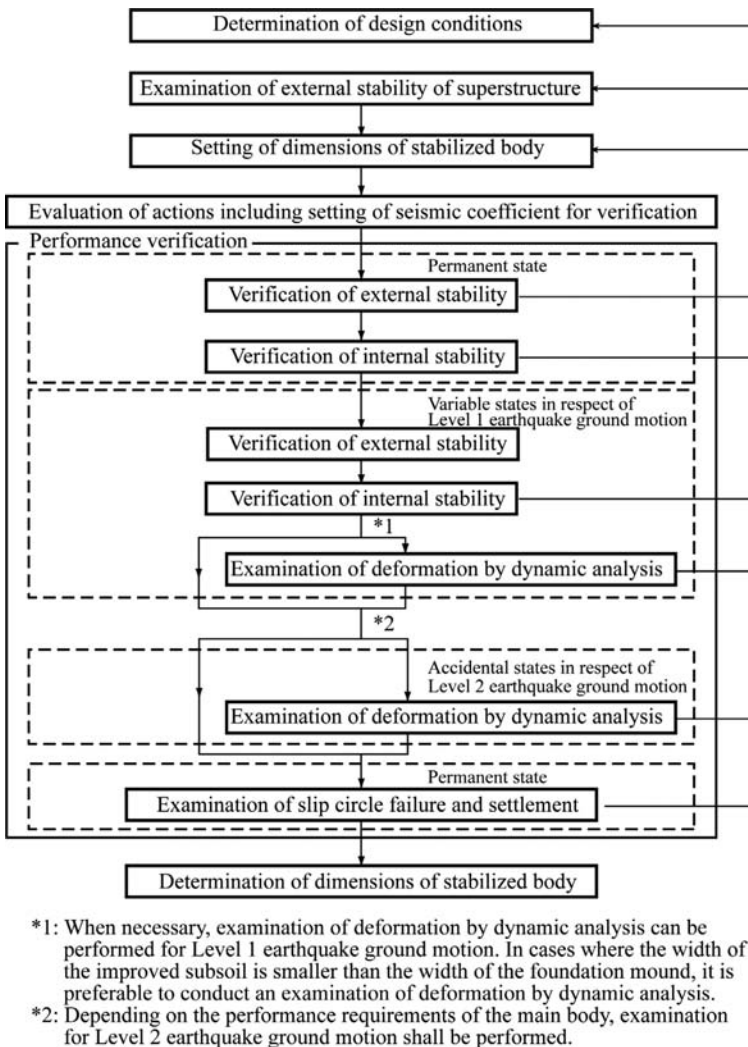 Determination of design conditions
Examination of external stability of superstructure
Setting of dimensions of stabilized body
Evaluation of actions including setting of seismic coefficient for verification
Performance verification
Permanent state
Verification of external stability
Verification of internal stability
Variable states in respect of
Level 1 earthquake ground motion
Verification of external stability
Verification of internal stability
*1
Examination of deformation by dynamic analysis
*2
Accidental states in respect of
Level 2 earthquake ground motion
Examination of deformation by dynamic analysis
Permanent state
Examination of slip circle failure and settlement
Determination of dimensions of stabilized body
*1: When necessary, examination of deformation by dynamic analysis can be
performed for Level 1 earthquake ground motion. In cases where the width of
the improved subsoil is smaller than the width of the foundation mound, it is
preferable to conduct an examination of deformation by dynamic analysis.
*2: Depending on the performance requirements of the main body, examination
for Level 2 earthquake ground motion shall be performed.